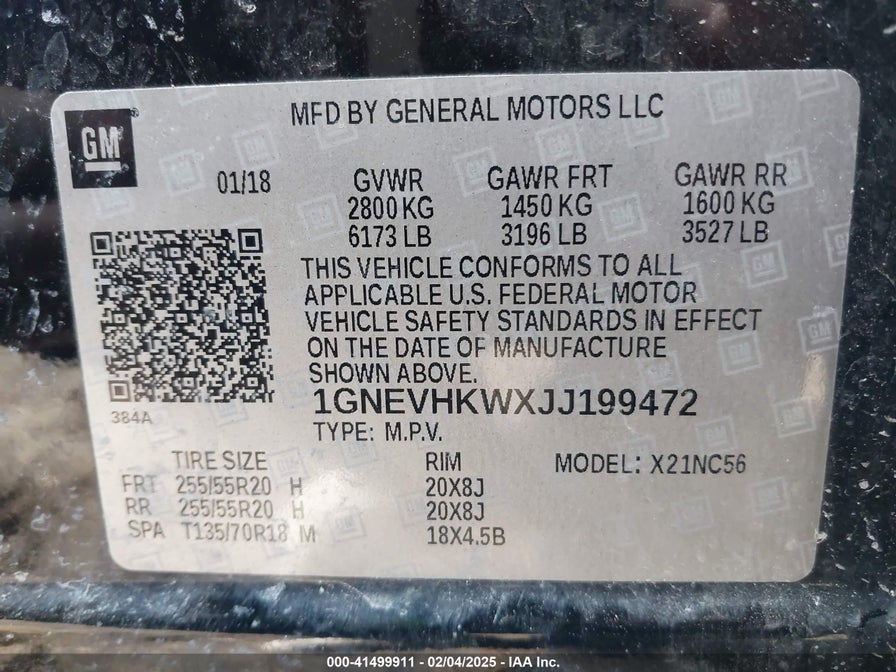 MFD BY GENERAL MOTORS LLC
GM
01/18 GVWR GAWR FRT GAWR RR
2800 KG 1450 KG 1600 KG
6173 LB 3196 LB 3527 LB
THIS VEHICLE CONFORMS TO ALL
APPLICABLE U.S. FEDERAL MOTOR
VEHICLE SAFETY STANDARDS IN EFFECT
ON THE DATE OF MANUFACTURE
SHOWN ABOVE.
1GNEVHKWXJJ199472
384A
TYPE: M.P.V.
TIRE SIZE RIM MODEL: X21NC56
FRT 255/55R20 H 20X8J
RR 255/55R20 H 20X8J
SPA T135/70R18 M 18X4.5B
000-41499911 - 02/04/2025 - IAA Inc.